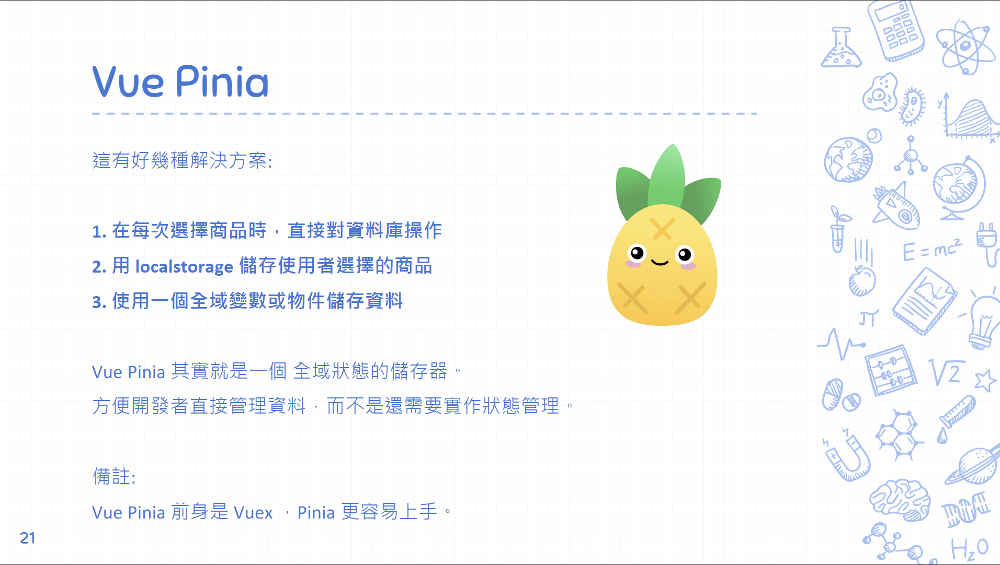 Vue Pinia
這有好幾種解決方案:
1. 在每次選擇商品時，直接對資料庫操作
2. 用 localstorage 儲存使用者選擇的商品
3. 使用一個全域變數或物件儲存資料
Vue Pinia 其實就是一個 全域狀態的儲存器。
方便開發者直接管理資料，而不是還需要實作狀態管理。
備註:
Vue Pinia 前身是 Vuex ，Pinia 更容易上手。
21
y
x
E = mc²
π
√2
H₂O